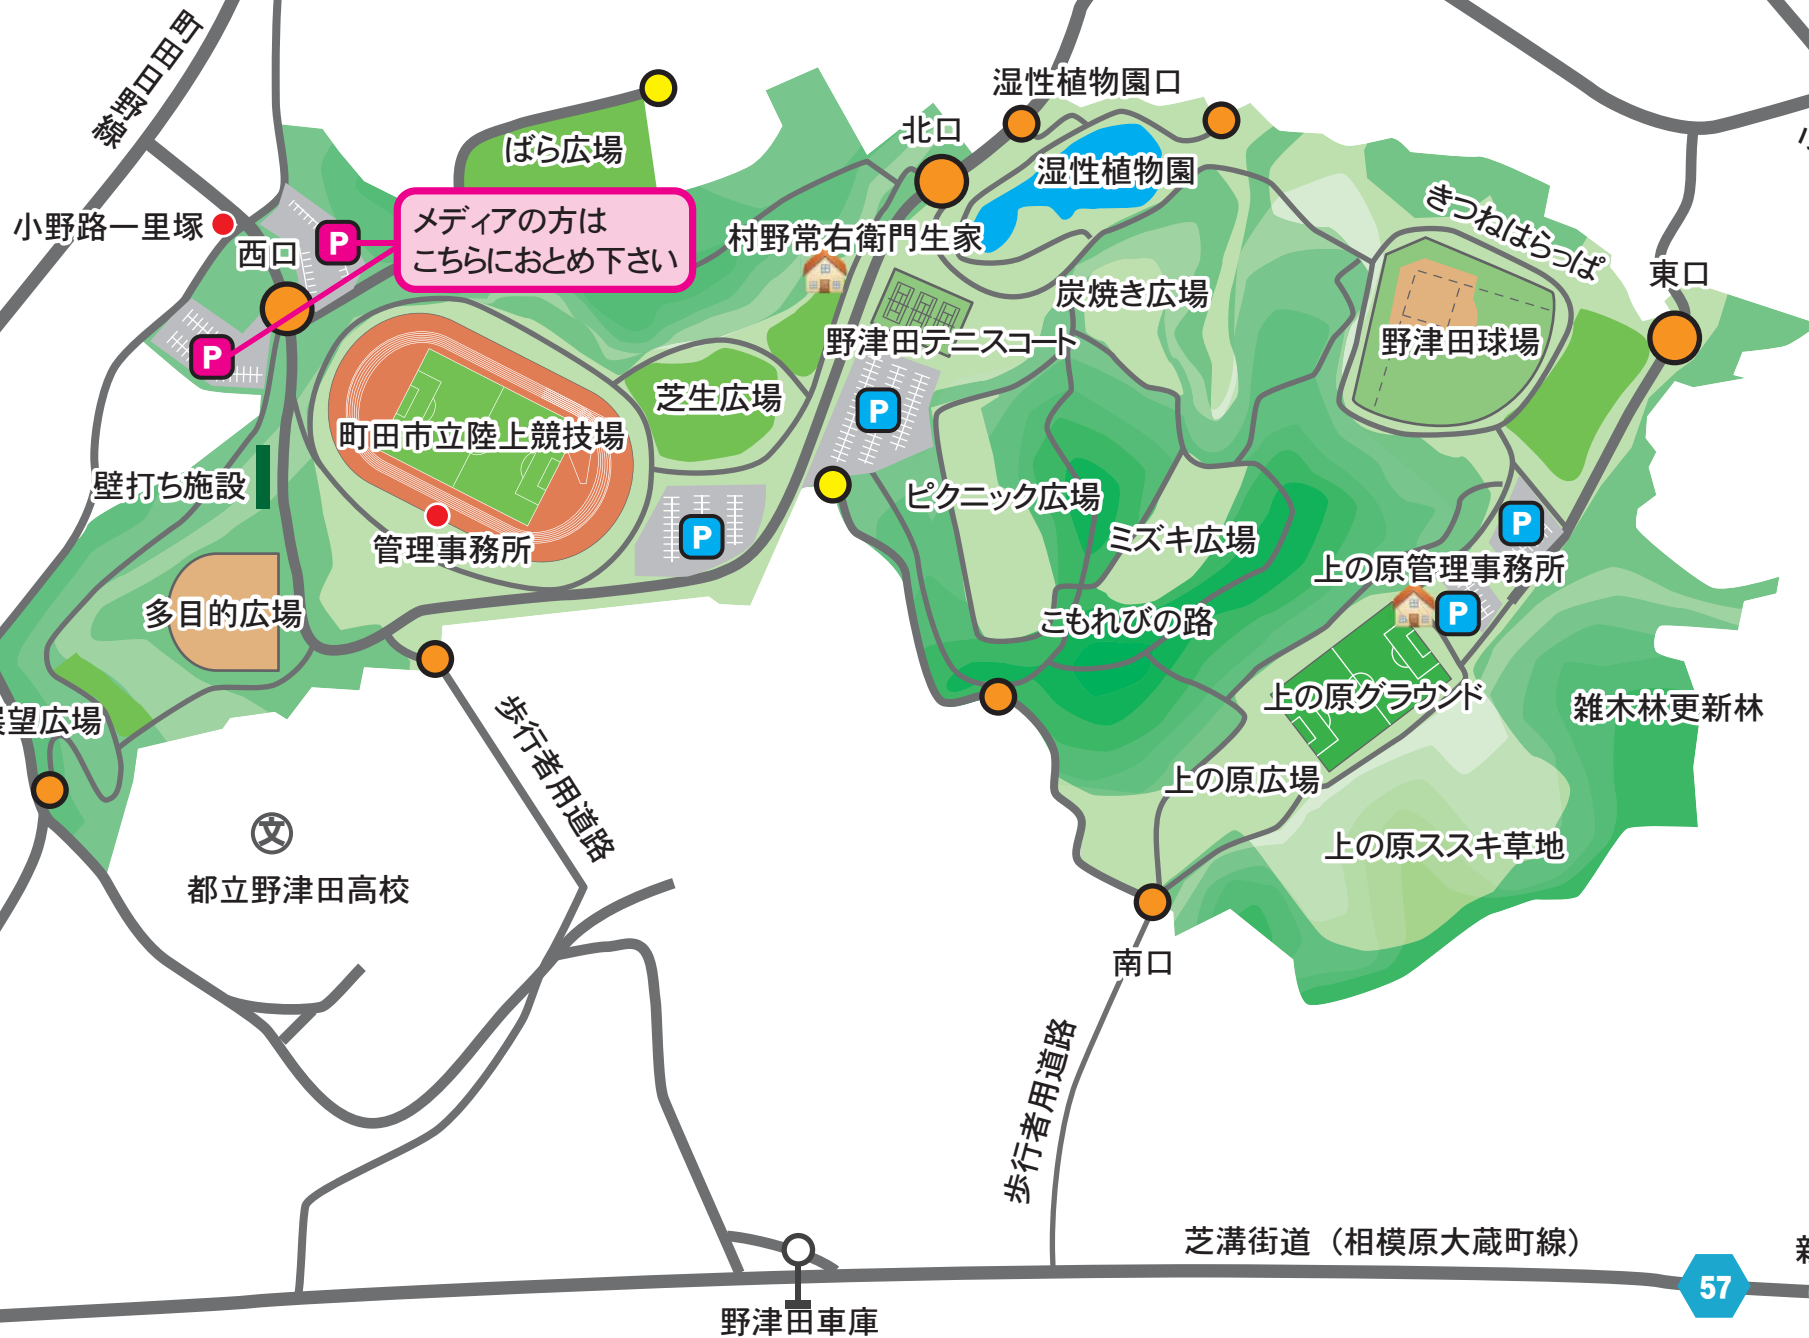 町田日野線
湿性植物園口
北口
ばら広場
湿性植物園
きつねはらっぱ
小野路一里塚
西口
P
メディアの方は
こちらにおとめ下さい
村野常右衛門生家
東口
炭焼き広場
野津田テニスコート
野津田球場
P
芝生広場
P
町田市立陸上競技場
壁打ち施設
ピクニック広場
P
P
ミズキ広場
管理事務所
上の原管理事務所
多目的広場
こもれびの路
P
上の原グラウンド
雑木林更新林
望広場
歩行者用道路
上の原広場
文
上の原ススキ草地
都立野津田高校
南口
歩行者用道路
芝溝街道（相模原大蔵町線）
57
野津田車庫